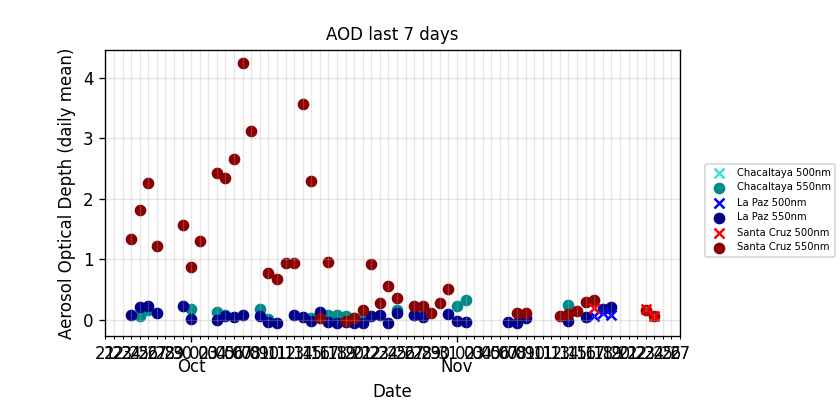 AOD last 7 days
Aerosol Optical Depth (daily mean)
4
3
2
1
0
Oct
Nov
Date
Chacaltaya 500nm
Chacaltaya 550nm
La Paz 500nm
La Paz 550nm
Santa Cruz 500nm
Santa Cruz 550nm